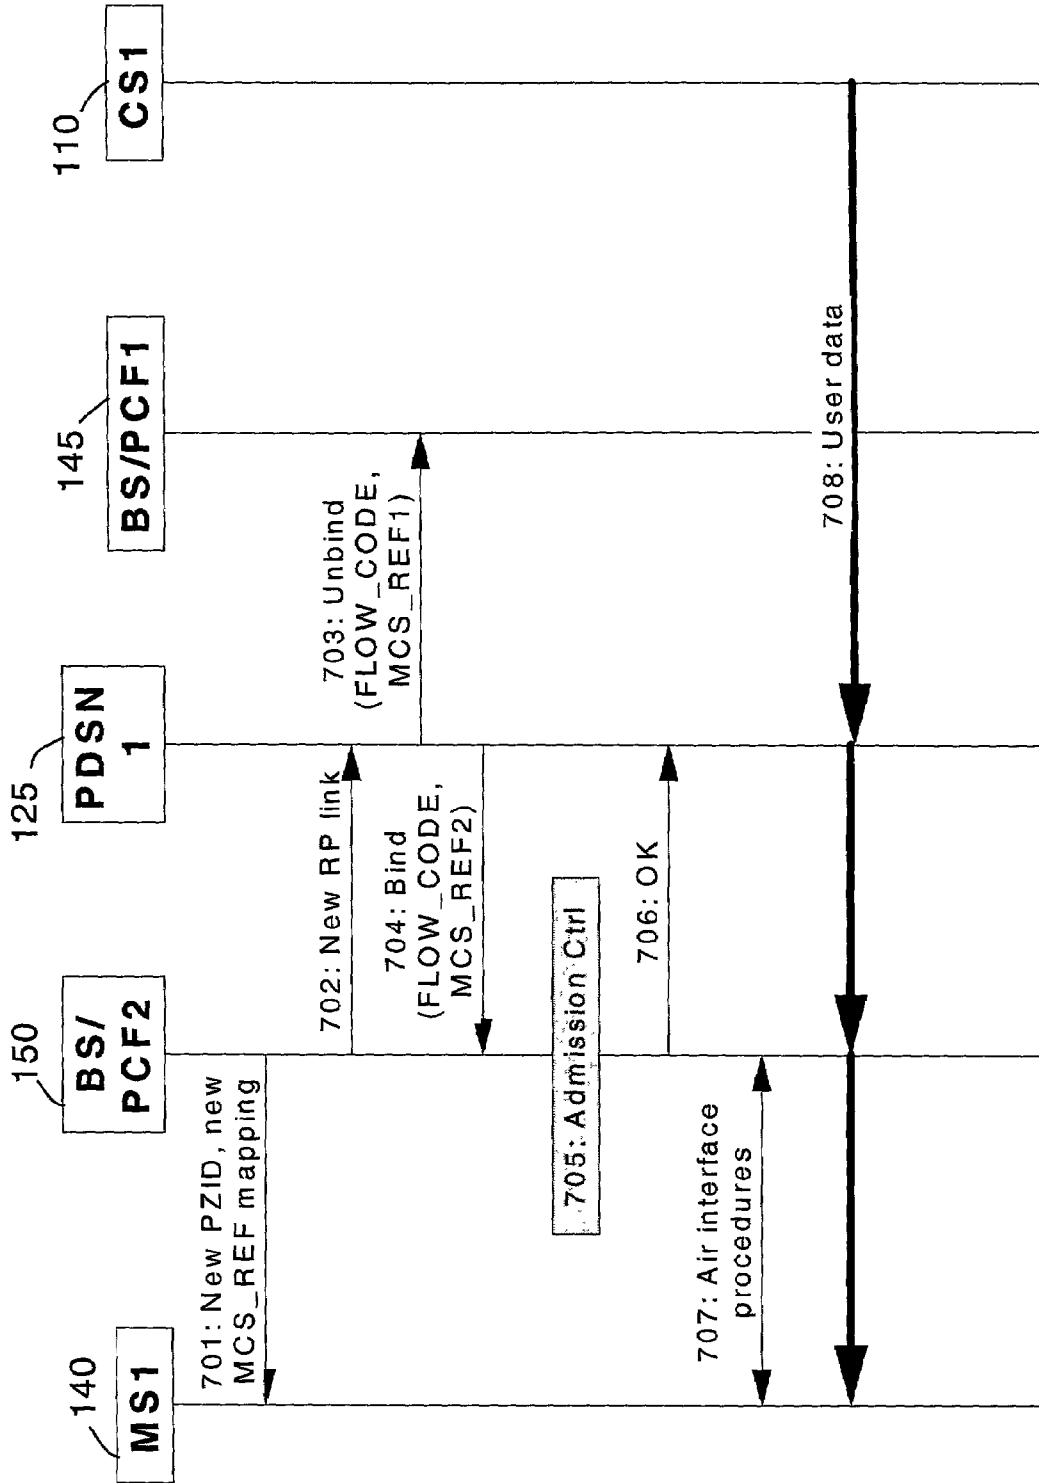 140
MS1
150
BS/
PCF2
125
PDSN
1
145
BS/PCF1
110
CS1
701: New PZID, new
MCS_REF mapping
702: New RP link
703: Unbind
(FLOW_CODE,
MCS_REF1)
704: Bind
(FLOW_CODE,
MCS_REF2)
705: Admission Ctrl
706: OK
707: Air interface
procedures
708: User data